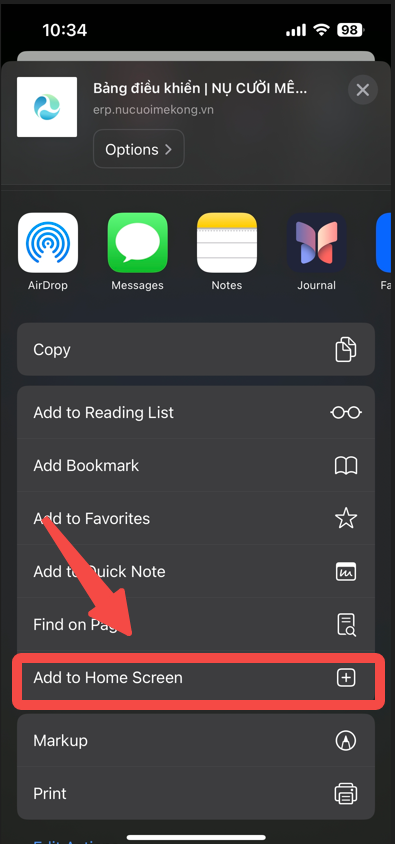 10:34
98
Bảng điều khiển | NỤ CƯỜI MÊ...
erp.nucuoimekong.vn
Options
AirDrop
Messages
Notes
Journal
Fa
Copy
Add to Reading List
Add Bookmark
Add to Favorites
Add to Quick Note
Find on Pag
Add to Home Screen
Markup
Print